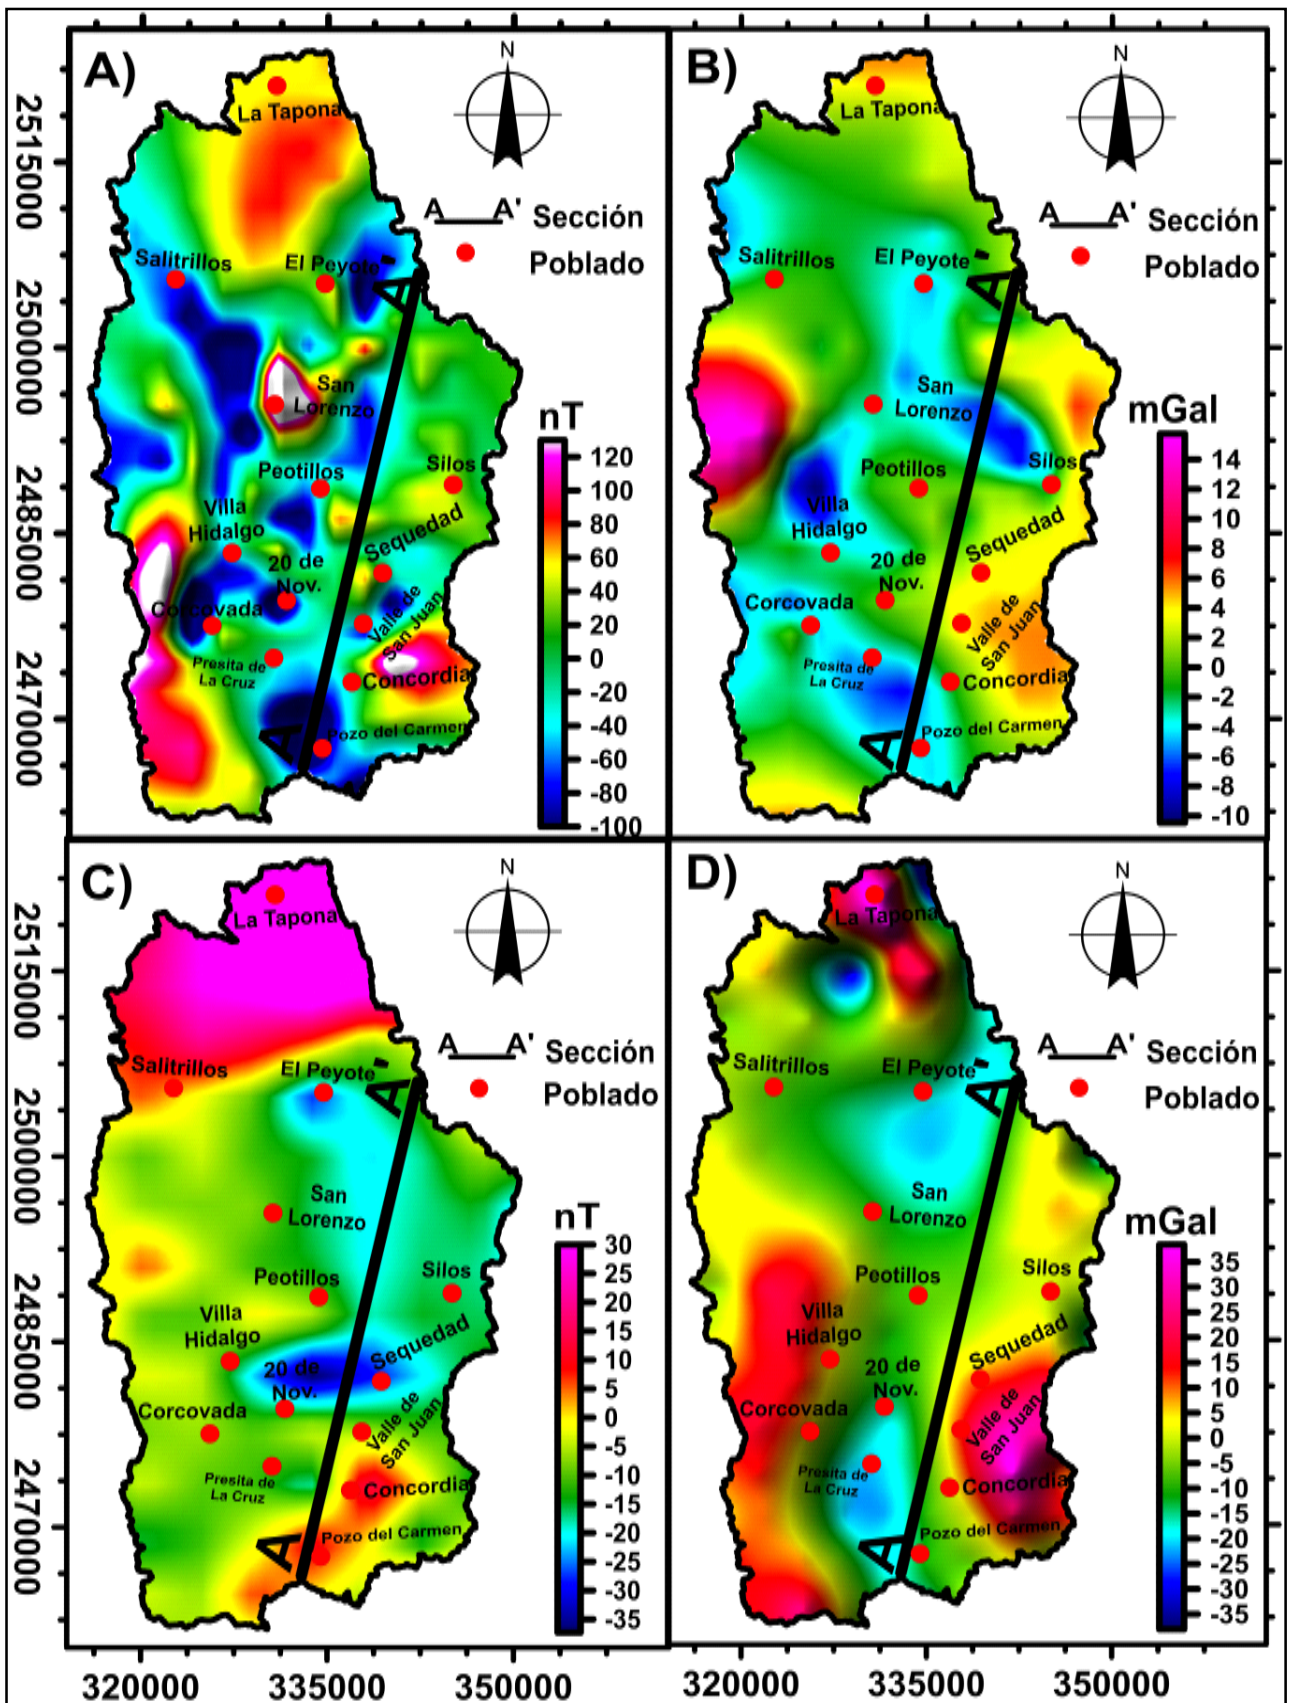 A)
N
La Tapona
A A' Sección
Poblado
Salitrillos
El Peyote
A'
San
Lorenzo
Peotillos
Silos
Villa
Hidalgo
Sequedad
20 de
Nov.
Corcovada
Valle de
San Juan
Presita de
La Cruz
Concordia
A
Pozo del Carmen
nT
120
100
80
60
40
20
0
-20
-40
-60
-80
-100
2515000
2500000
2485000
2470000
B)
N
La Tapona
A A' Sección
Poblado
Salitrillos
El Peyote
A'
San
Lorenzo
Peotillos
Silos
Villa
Hidalgo
Sequedad
20 de
Nov.
Corcovada
Valle de
San Juan
Presita de
La Cruz
Concordia
A
Pozo del Carmen
mGal
14
12
10
8
6
4
2
0
-2
-4
-6
-8
-10
C)
N
La Tapona
A A' Sección
Poblado
Salitrillos
El Peyote
A'
San
Lorenzo
Peotillos
Silos
Villa
Hidalgo
Sequedad
20 de
Nov.
Corcovada
Valle de
San Juan
Presita de
La Cruz
Concordia
A
Pozo del Carmen
nT
30
25
20
15
10
5
0
-5
-10
-15
-20
-25
-30
-35
2515000
2500000
2485000
2470000
320000 335000 350000
D)
N
La Tapona
A A' Sección
Poblado
Salitrillos
El Peyote
A'
San
Lorenzo
Peotillos
Silos
Villa
Hidalgo
Sequedad
20 de
Nov.
Corcovada
Valle de
San Juan
Presita de
La Cruz
Concordia
A
Pozo del Carmen
mGal
35
30
25
20
15
10
5
0
-5
-10
-15
-20
-25
-30
-35
320000 335000 350000